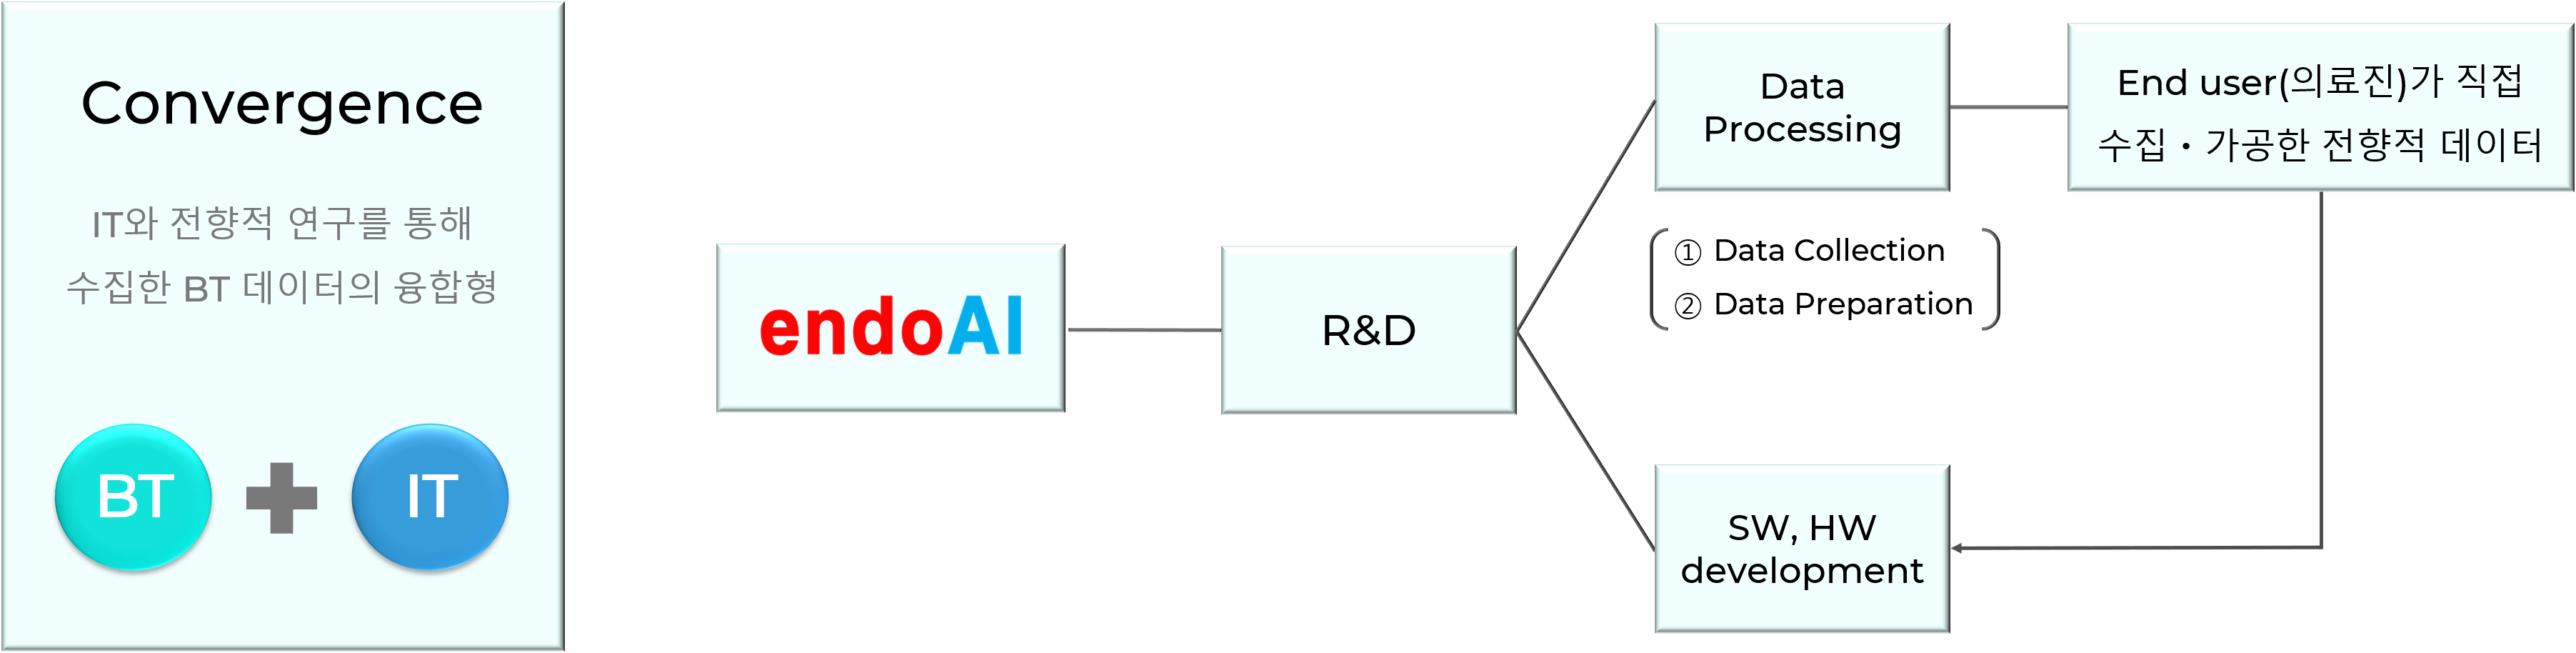 Convergence
IT와 전향적 연구를 통해
수집한 BT 데이터의 융합형
BT
IT
endoAI
R&D
Data
Processing
① Data Collection
② Data Preparation
End user(의료진)가 직접
수집・가공한 전향적 데이터
SW, HW
development